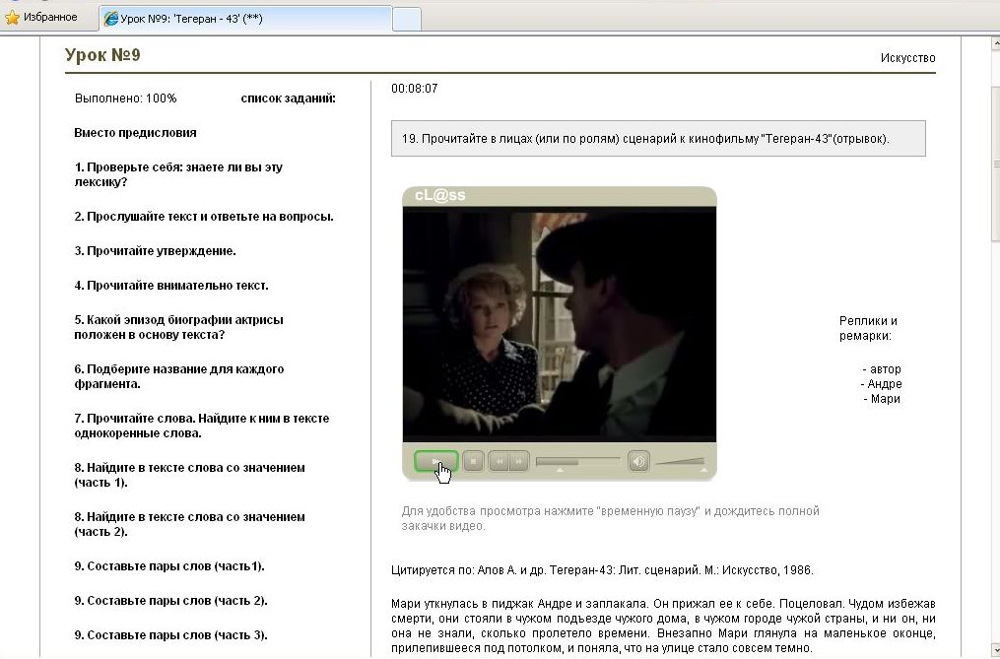 Избранное
Урок №9: 'Тегеран - 43' (**)
Урок №9
Искусство
Выполнено: 100%
список заданий:
Вместо предисловия
1. Проверьте себя: знаете ли вы эту
лексику?
2. Прослушайте текст и ответьте на вопросы.
3. Прочитайте утверждение.
4. Прочитайте внимательно текст.
5. Какой эпизод биографии актрисы
положен в основу текста?
6. Подберите название для каждого
фрагмента.
7. Прочитайте слова. Найдите к ним в тексте
однокоренные слова.
8. Найдите в тексте слова со значением
(часть 1).
8. Найдите в тексте слова со значением
(часть 2).
9. Составьте пары слов (часть1).
9. Составьте пары слов (часть 2).
9. Составьте пары слов (часть 3).
00:08:07
19. Прочитайте в лицах (или по ролям) сценарий к кинофильму "Тегеран-43"(отрывок).
cL@ss
Реплики и
ремарки:
- автор
- Андре
- Мари
Для удобства просмотра нажмите "временную паузу" и дождитесь полной
закачки видео.
Цитируется по: Алов А. и др. Тегеран-43: Лит. сценарий. М.: Искусство, 1986.
Мари уткнулась в пиджак Андре и заплакала. Он прижал ее к себе. Поцеловал. Чудом избежав
смерти, они стояли в чужом подъезде чужого дома, в чужом городе чужой страны, и ни он, ни
она не знали, сколько пролетело времени. Внезапно Мари глянула на маленькое оконце,
прилепившееся под потолком, и поняла, что на улице стало совсем темно.